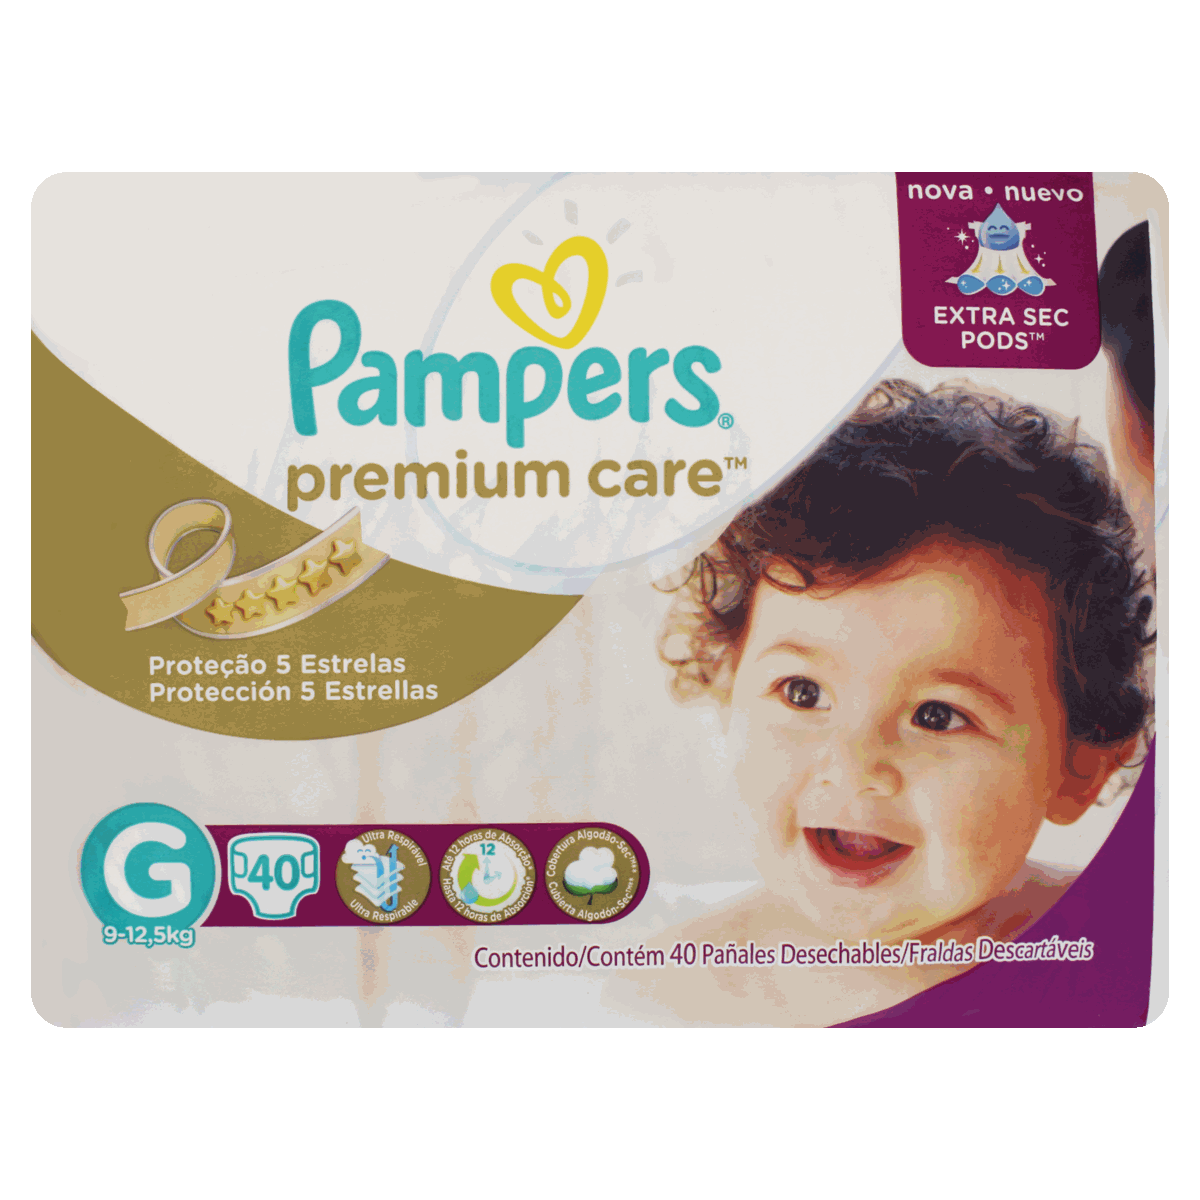 nova • nuevo
EXTRA SEC
PODS™
Pampers®
premium care™
Proteção 5 Estrelas
Protección 5 Estrellas
G
9-12,5kg
40
Ultra Respirável
Ultra Respirable
Até 12 horas de Absorção*
12
Hasta 12 horas de Absorción*
Cobertura Algodão-Sec™**
Cubierta Algodón-Sec™**
Contenido/Contém 40 Pañales Desechables/Fraldas Descartáveis